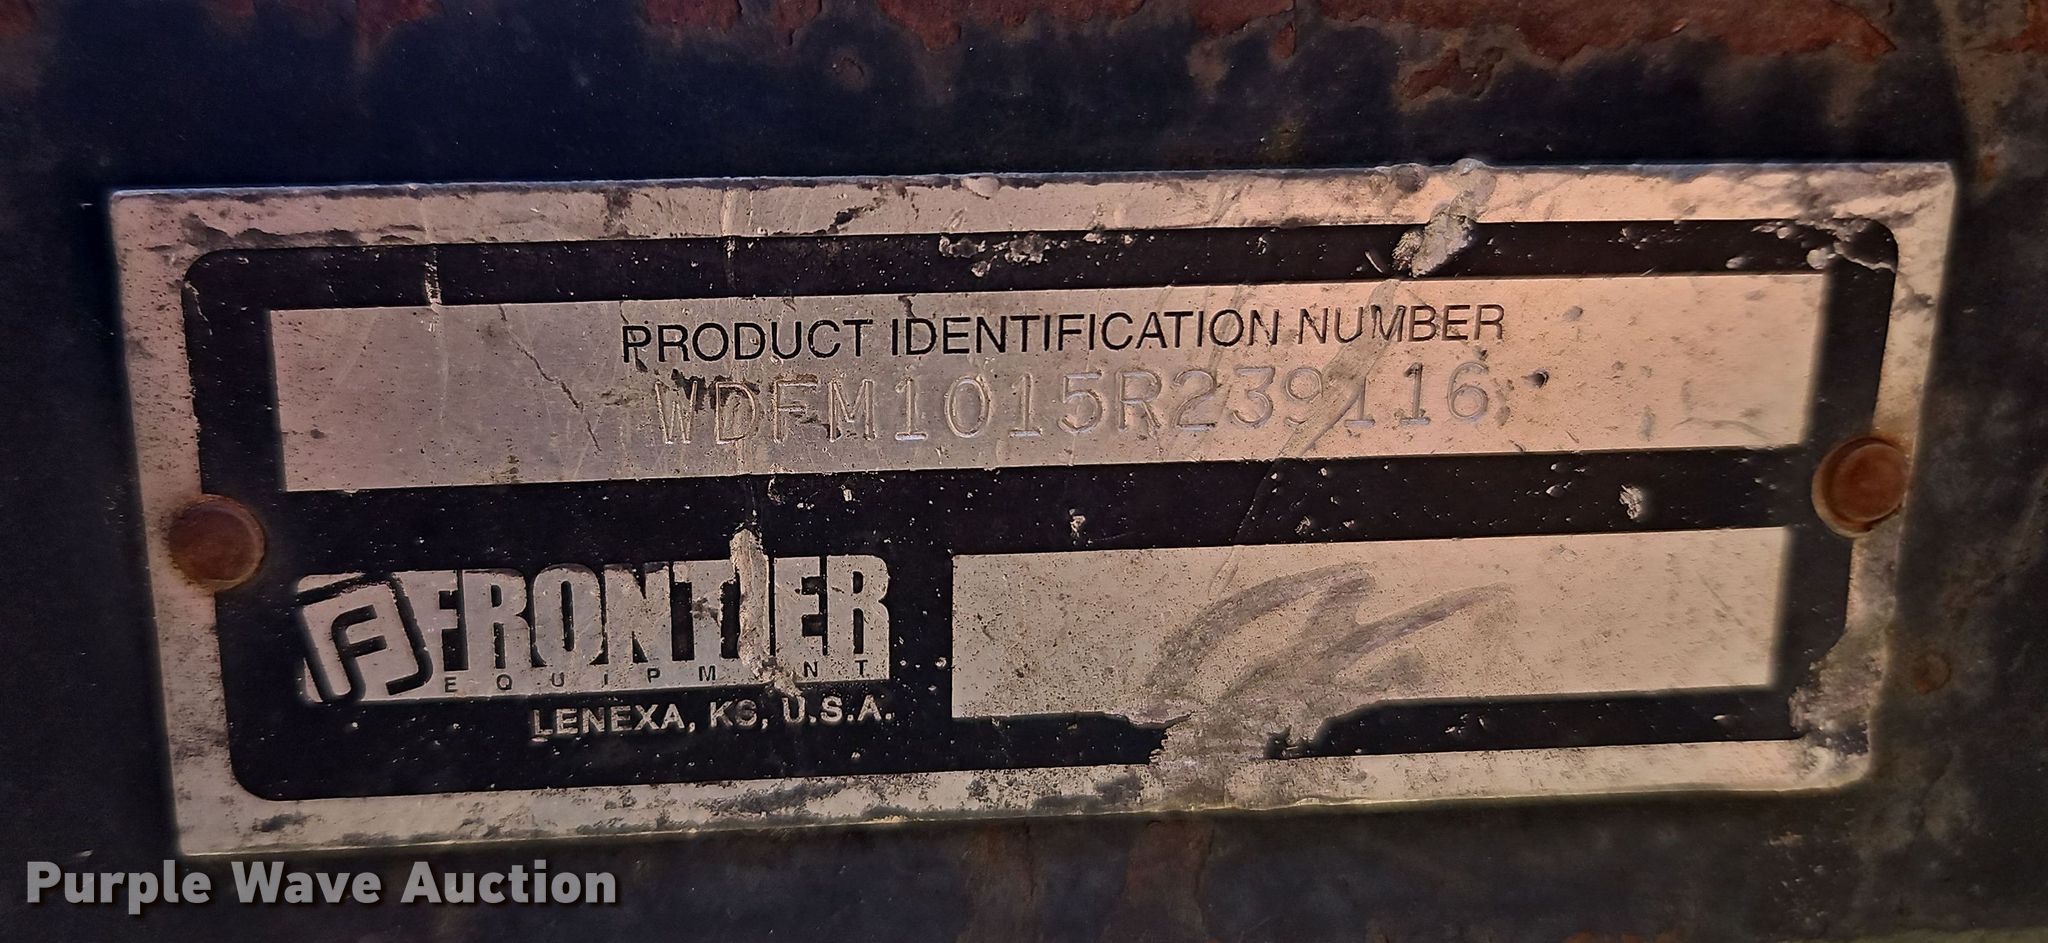 PRODUCT IDENTIFICATION NUMBER
WDFM1015R239116
F FRONTIER
EQUIPMENT
LENEXA, KS, U.S.A.
Purple Wave Auction